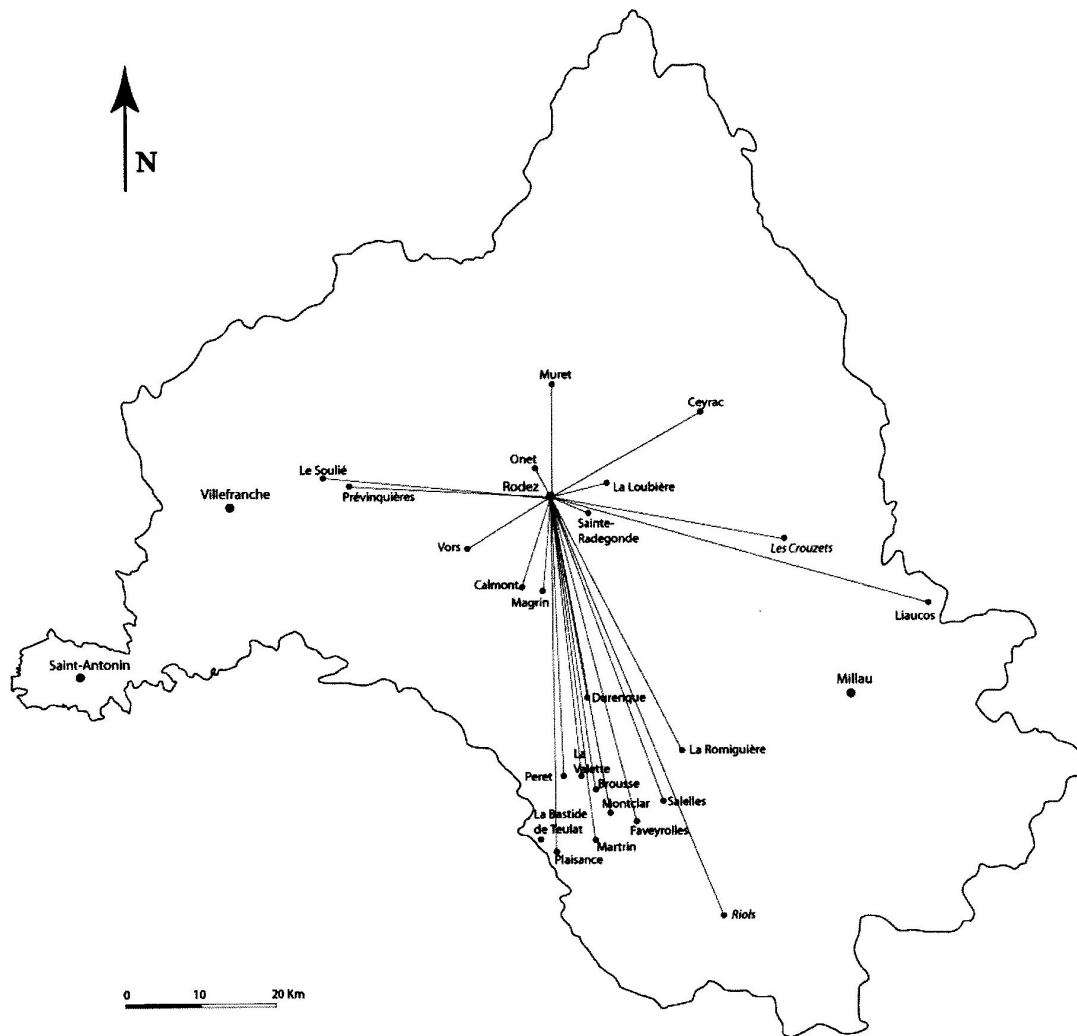 N
Muret
Ceyrac
Onet
Le Soulié
La Loubière
Rodez
Villefranche
Prévinquières
Sainte-
Radegonde
Vors
Les Crouzets
Calmont
Magrin
Liaucos
Saint-Antonin
Millau
Durenque
La Romiguière
La
Valette
Peret
Brousse
Salelles
Montclar
La Bastide
de Teulat
Faveyrolles
Martrin
Plaisance
Riols
0 10 20 Km